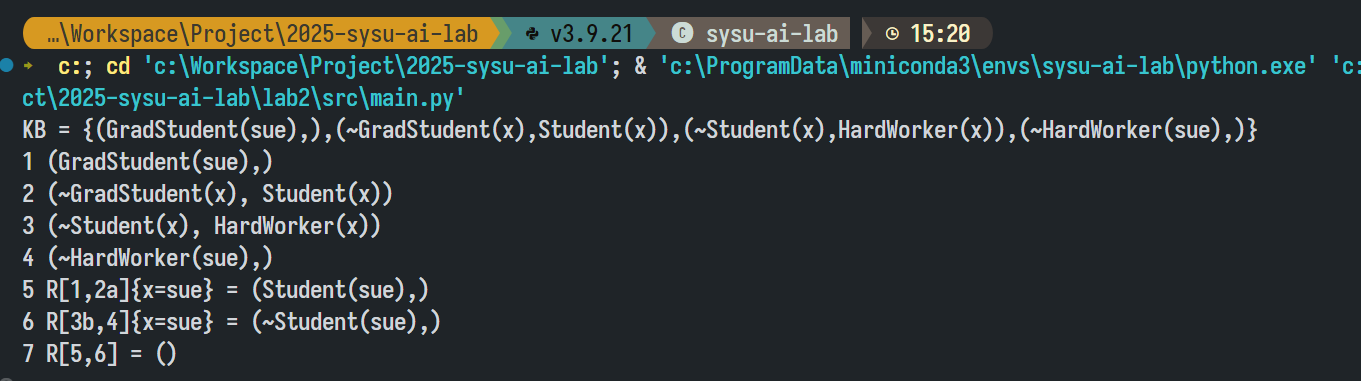 …\Workspace\Project\2025-sysu-ai-lab v3.9.21 C sysu-ai-lab 15:20
c:; cd 'c:\Workspace\Project\2025-sysu-ai-lab'; & 'c:\ProgramData\miniconda3\envs\sysu-ai-lab\python.exe' 'c:
ct\2025-sysu-ai-lab\lab2\src\main.py'
KB = {(GradStudent(sue),),(~GradStudent(x),Student(x)),(~Student(x),HardWorker(x)),(~HardWorker(sue),)}
1 (GradStudent(sue),)
2 (~GradStudent(x), Student(x))
3 (~Student(x), HardWorker(x))
4 (~HardWorker(sue),)
5 R[1,2a]{x=sue} = (Student(sue),)
6 R[3b,4]{x=sue} = (~Student(sue),)
7 R[5,6] = ()